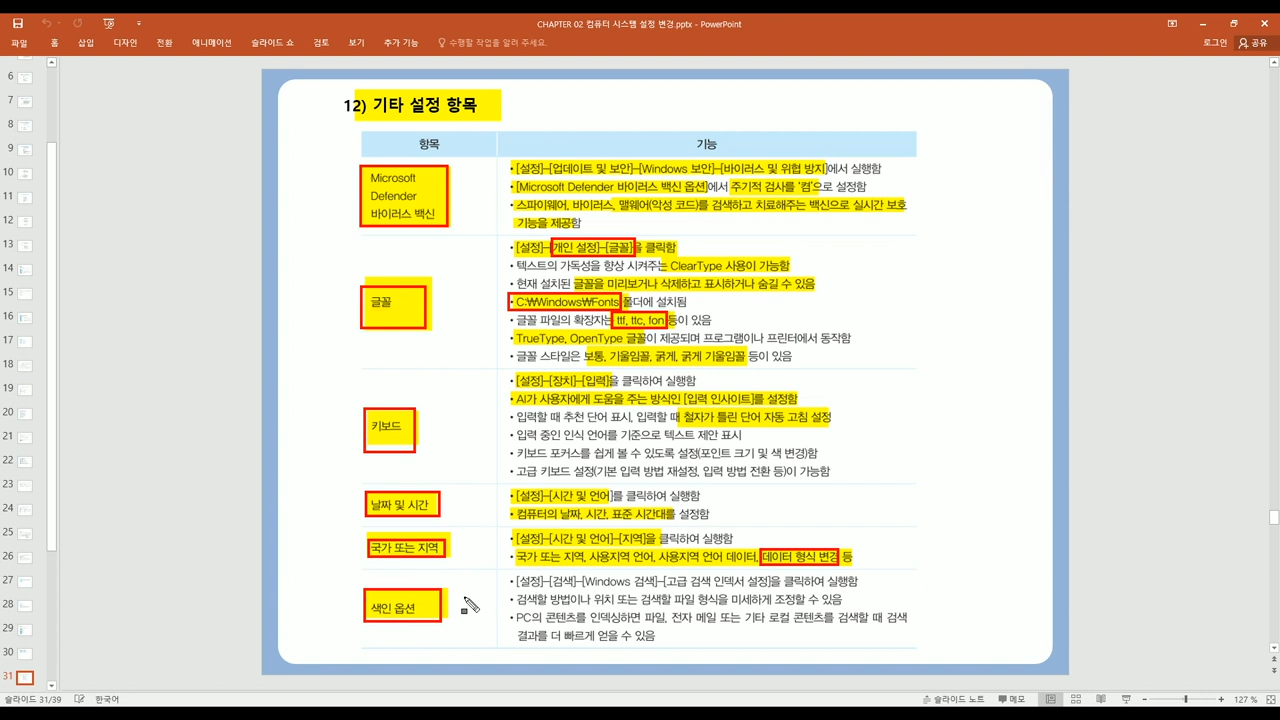 CHAPTER 02 컴퓨터 시스템 설정 변경.pptx - PowerPoint
파일 홈 삽입 디자인 전환 애니메이션 슬라이드 쇼 검토 보기 추가 기능 수행할 작업을 알려 주세요.
로그인 공유
6
7
8
9
10
11
12
13
14
15
16
17
18
19
20
21
22
23
24
25
26
27
28
29
30
31
12) 기타 설정 항목
항목 기능
Microsoft
Defender
바이러스 백신
• [설정]-[업데이트 및 보안]-[Windows 보안]-[바이러스 및 위협 방지]에서 실행함
• [Microsoft Defender 바이러스 백신 옵션]에서 주기적 검사를 '켬'으로 설정함
• 스파이웨어, 바이러스, 맬웨어(악성 코드)를 검색하고 치료해주는 백신으로 실시간 보호
기능을 제공함
글꼴
• [설정]-[개인 설정]-[글꼴]을 클릭함
• 텍스트의 가독성을 향상 시켜주는 ClearType 사용이 가능함
• 현재 설치된 글꼴을 미리보거나 삭제하고 표시하거나 숨길 수 있음
• C:₩Windows₩Fonts 폴더에 설치됨
• 글꼴 파일의 확장자는 ttf, ttc, fon 등이 있음
• TrueType, OpenType 글꼴이 제공되며 프로그램이나 프린터에서 동작함
• 글꼴 스타일은 보통, 기울임꼴, 굵게, 굵게 기울임꼴 등이 있음
키보드
• [설정]-[장치]-[입력]을 클릭하여 실행함
• AI가 사용자에게 도움을 주는 방식인 [입력 인사이트]를 설정함
• 입력할 때 추천 단어 표시, 입력할 때 철자가 틀린 단어 자동 고침 설정
• 입력 중인 인식 언어를 기준으로 텍스트 제안 표시
• 키보드 포커스를 쉽게 볼 수 있도록 설정(포인트 크기 및 색 변경)함
• 고급 키보드 설정(기본 입력 방법 재설정, 입력 방법 전환 등)이 가능함
날짜 및 시간
• [설정]-[시간 및 언어]를 클릭하여 실행함
• 컴퓨터의 날짜, 시간, 표준 시간대를 설정함
국가 또는 지역
• [설정]-[시간 및 언어]-[지역]을 클릭하여 실행함
• 국가 또는 지역, 사용지역 언어, 사용지역 언어 데이터, 데이터 형식 변경 등
색인 옵션
• [설정]-[검색]-[Windows 검색]-[고급 검색 인덱서 설정]을 클릭하여 실행함
• 검색할 방법이나 위치 또는 검색할 파일 형식을 미세하게 조정할 수 있음
• PC의 콘텐츠를 인덱싱하면 파일, 전자 메일 또는 기타 로컬 콘텐츠를 검색할 때 검색
결과를 더 빠르게 얻을 수 있음
슬라이드 31/39 한국어 슬라이드 노트 메모 127 %